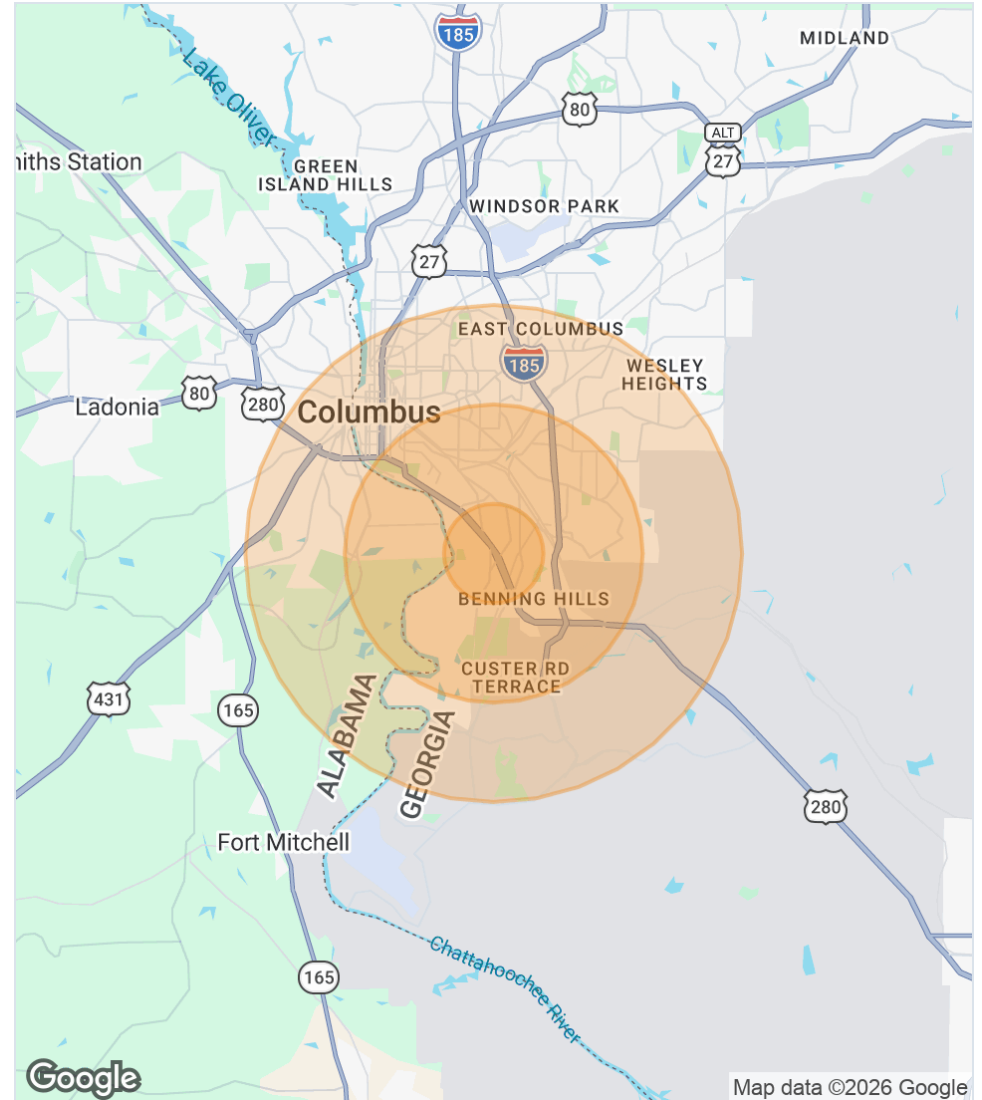 185
MIDLAND
Lake Oliver
80
ALT
27
niths Station
GREEN
ISLAND HILLS
WINDSOR PARK
27
EAST COLUMBUS
185
WESLEY
HEIGHTS
80
280
Ladonia
Columbus
BENNING HILLS
CUSTER RD
TERRACE
431
165
ALABAMA
GEORGIA
280
Fort Mitchell
Chattahoochee River
165
Google
Map data ©2026 Google